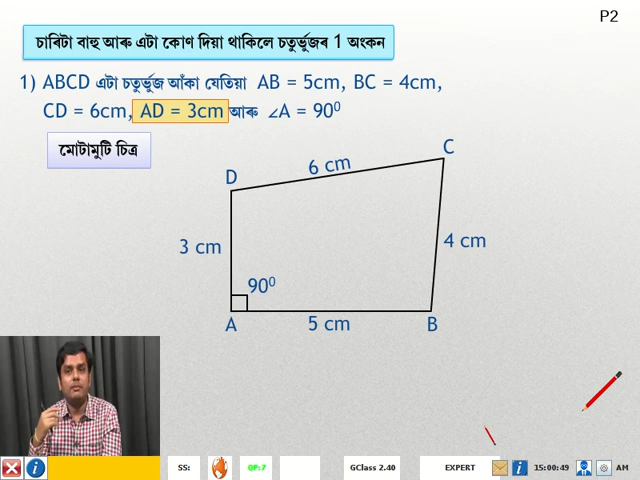 P2
চাৰিটা বাহু আৰু এটা কোণ দিয়া থাকিলে চতুৰ্ভুজৰ 1 অংকন
1) ABCD এটা চতুৰ্ভুজ আঁকা যেতিয়া AB = 5cm, BC = 4cm,
CD = 6cm, AD = 3cm আৰু ∠A = 90⁰
মোটামুটি চিত্ৰ
C
6 cm
D
3 cm
4 cm
90⁰
A
5 cm
B
SS:
QP:7
GClass 2.40
EXPERT
15:00:49
AM